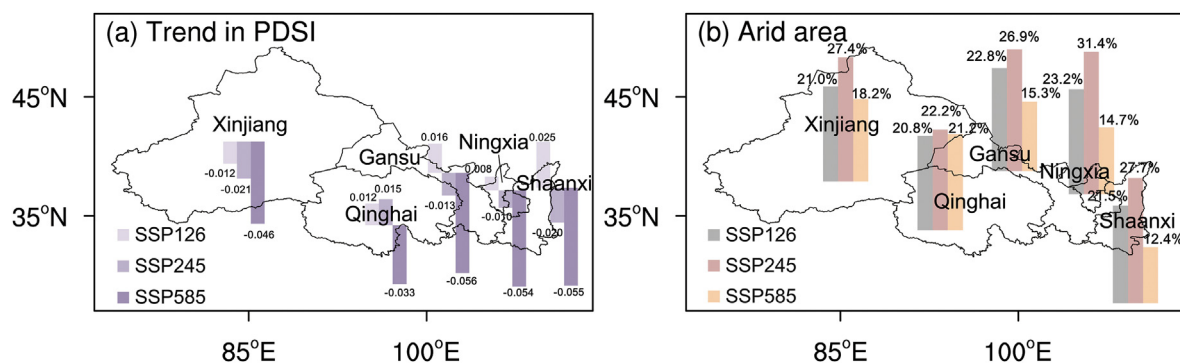 (a) Trend in PDSI
45°N
35°N
Xinjiang
-0.012
-0.021
-0.046
Gansu
0.016
-0.013
-0.056
Ningxia
0.008
-0.010
-0.054
Shaanxi
0.025
-0.020
-0.055
Qinghai
0.012
0.015
-0.033
SSP126
SSP245
SSP585
85°E
100°E
(b) Arid area
45°N
35°N
Xinjiang
21.0%
27.4%
18.2%
Gansu
22.8%
26.9%
15.3%
Ningxia
23.2%
31.4%
14.7%
Qinghai
20.8%
22.2%
21.2%
Shaanxi
21.5%
27.7%
12.4%
SSP126
SSP245
SSP585
85°E
100°E